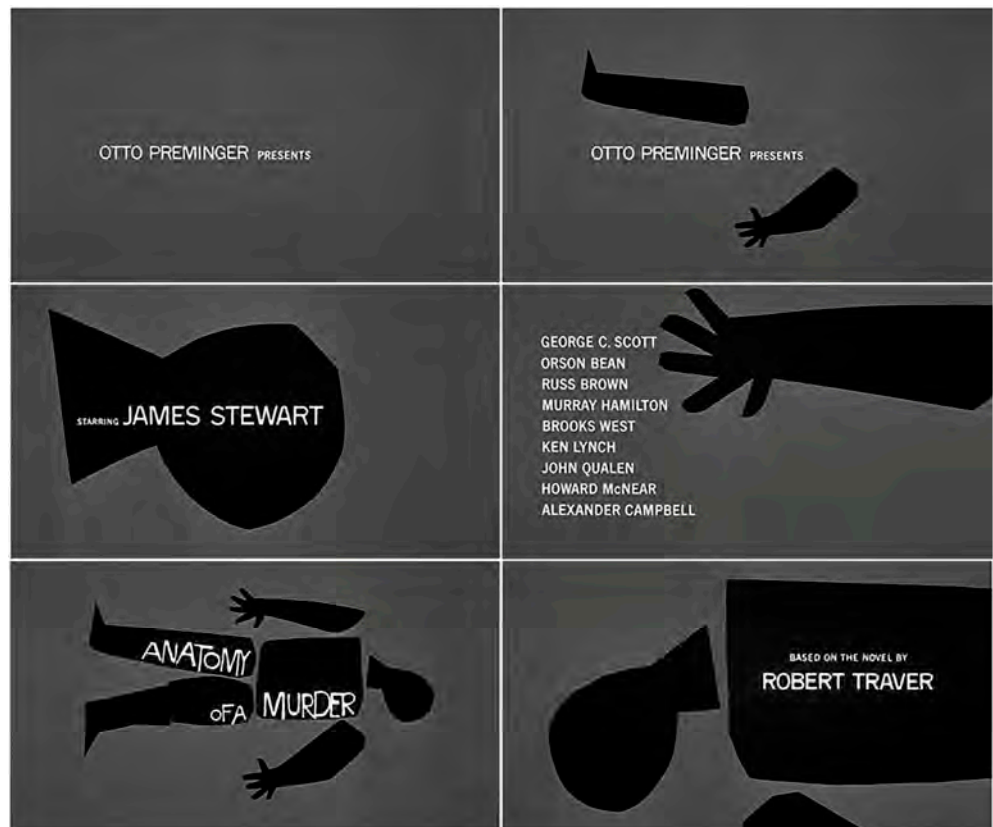 OTTO PREMINGER PRESENTS
OTTO PREMINGER PRESENTS
STARRING JAMES STEWART
GEORGE C. SCOTT
ORSON BEAN
RUSS BROWN
MURRAY HAMILTON
BROOKS WEST
KEN LYNCH
JOHN QUALEN
HOWARD McNEAR
ALEXANDER CAMPBELL
ANATOMY
OF A
MURDER
BASED ON THE NOVEL BY
ROBERT TRAVER